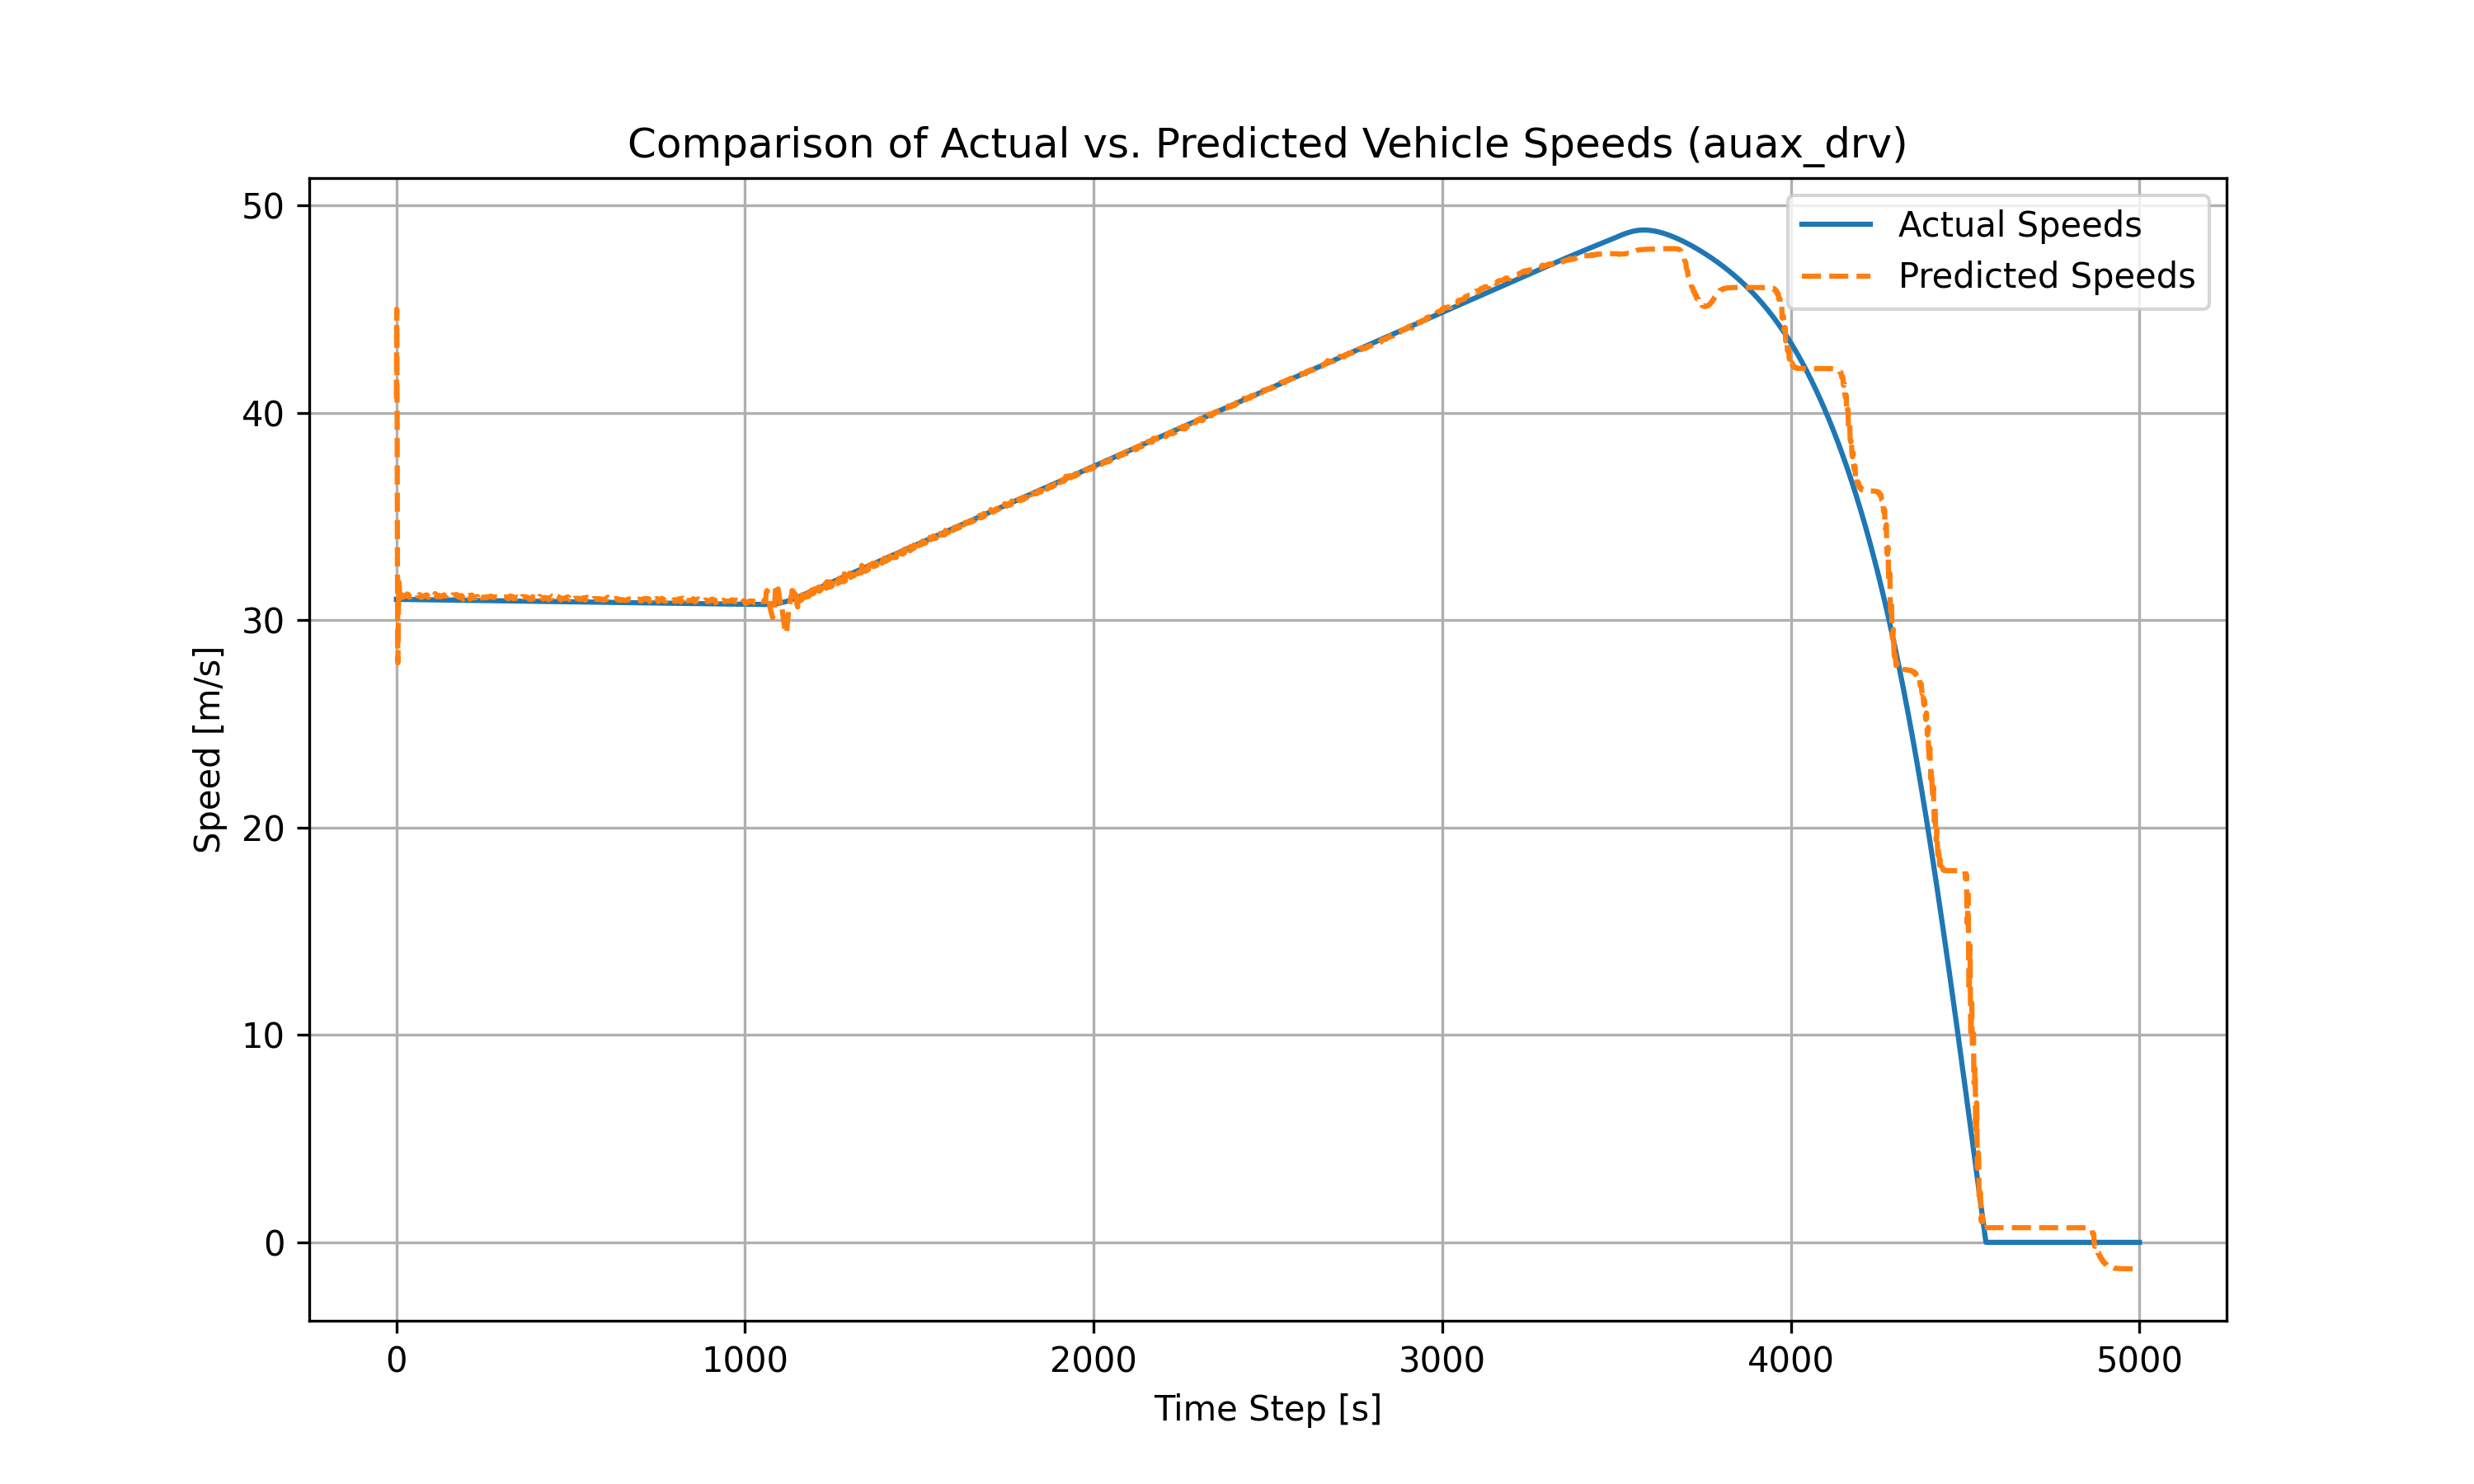 Comparison of Actual vs. Predicted Vehicle Speeds (auax_drv)
Actual Speeds
Predicted Speeds
Speed [m/s]
50
40
30
20
10
0
0 1000 2000 3000 4000 5000
Time Step [s]